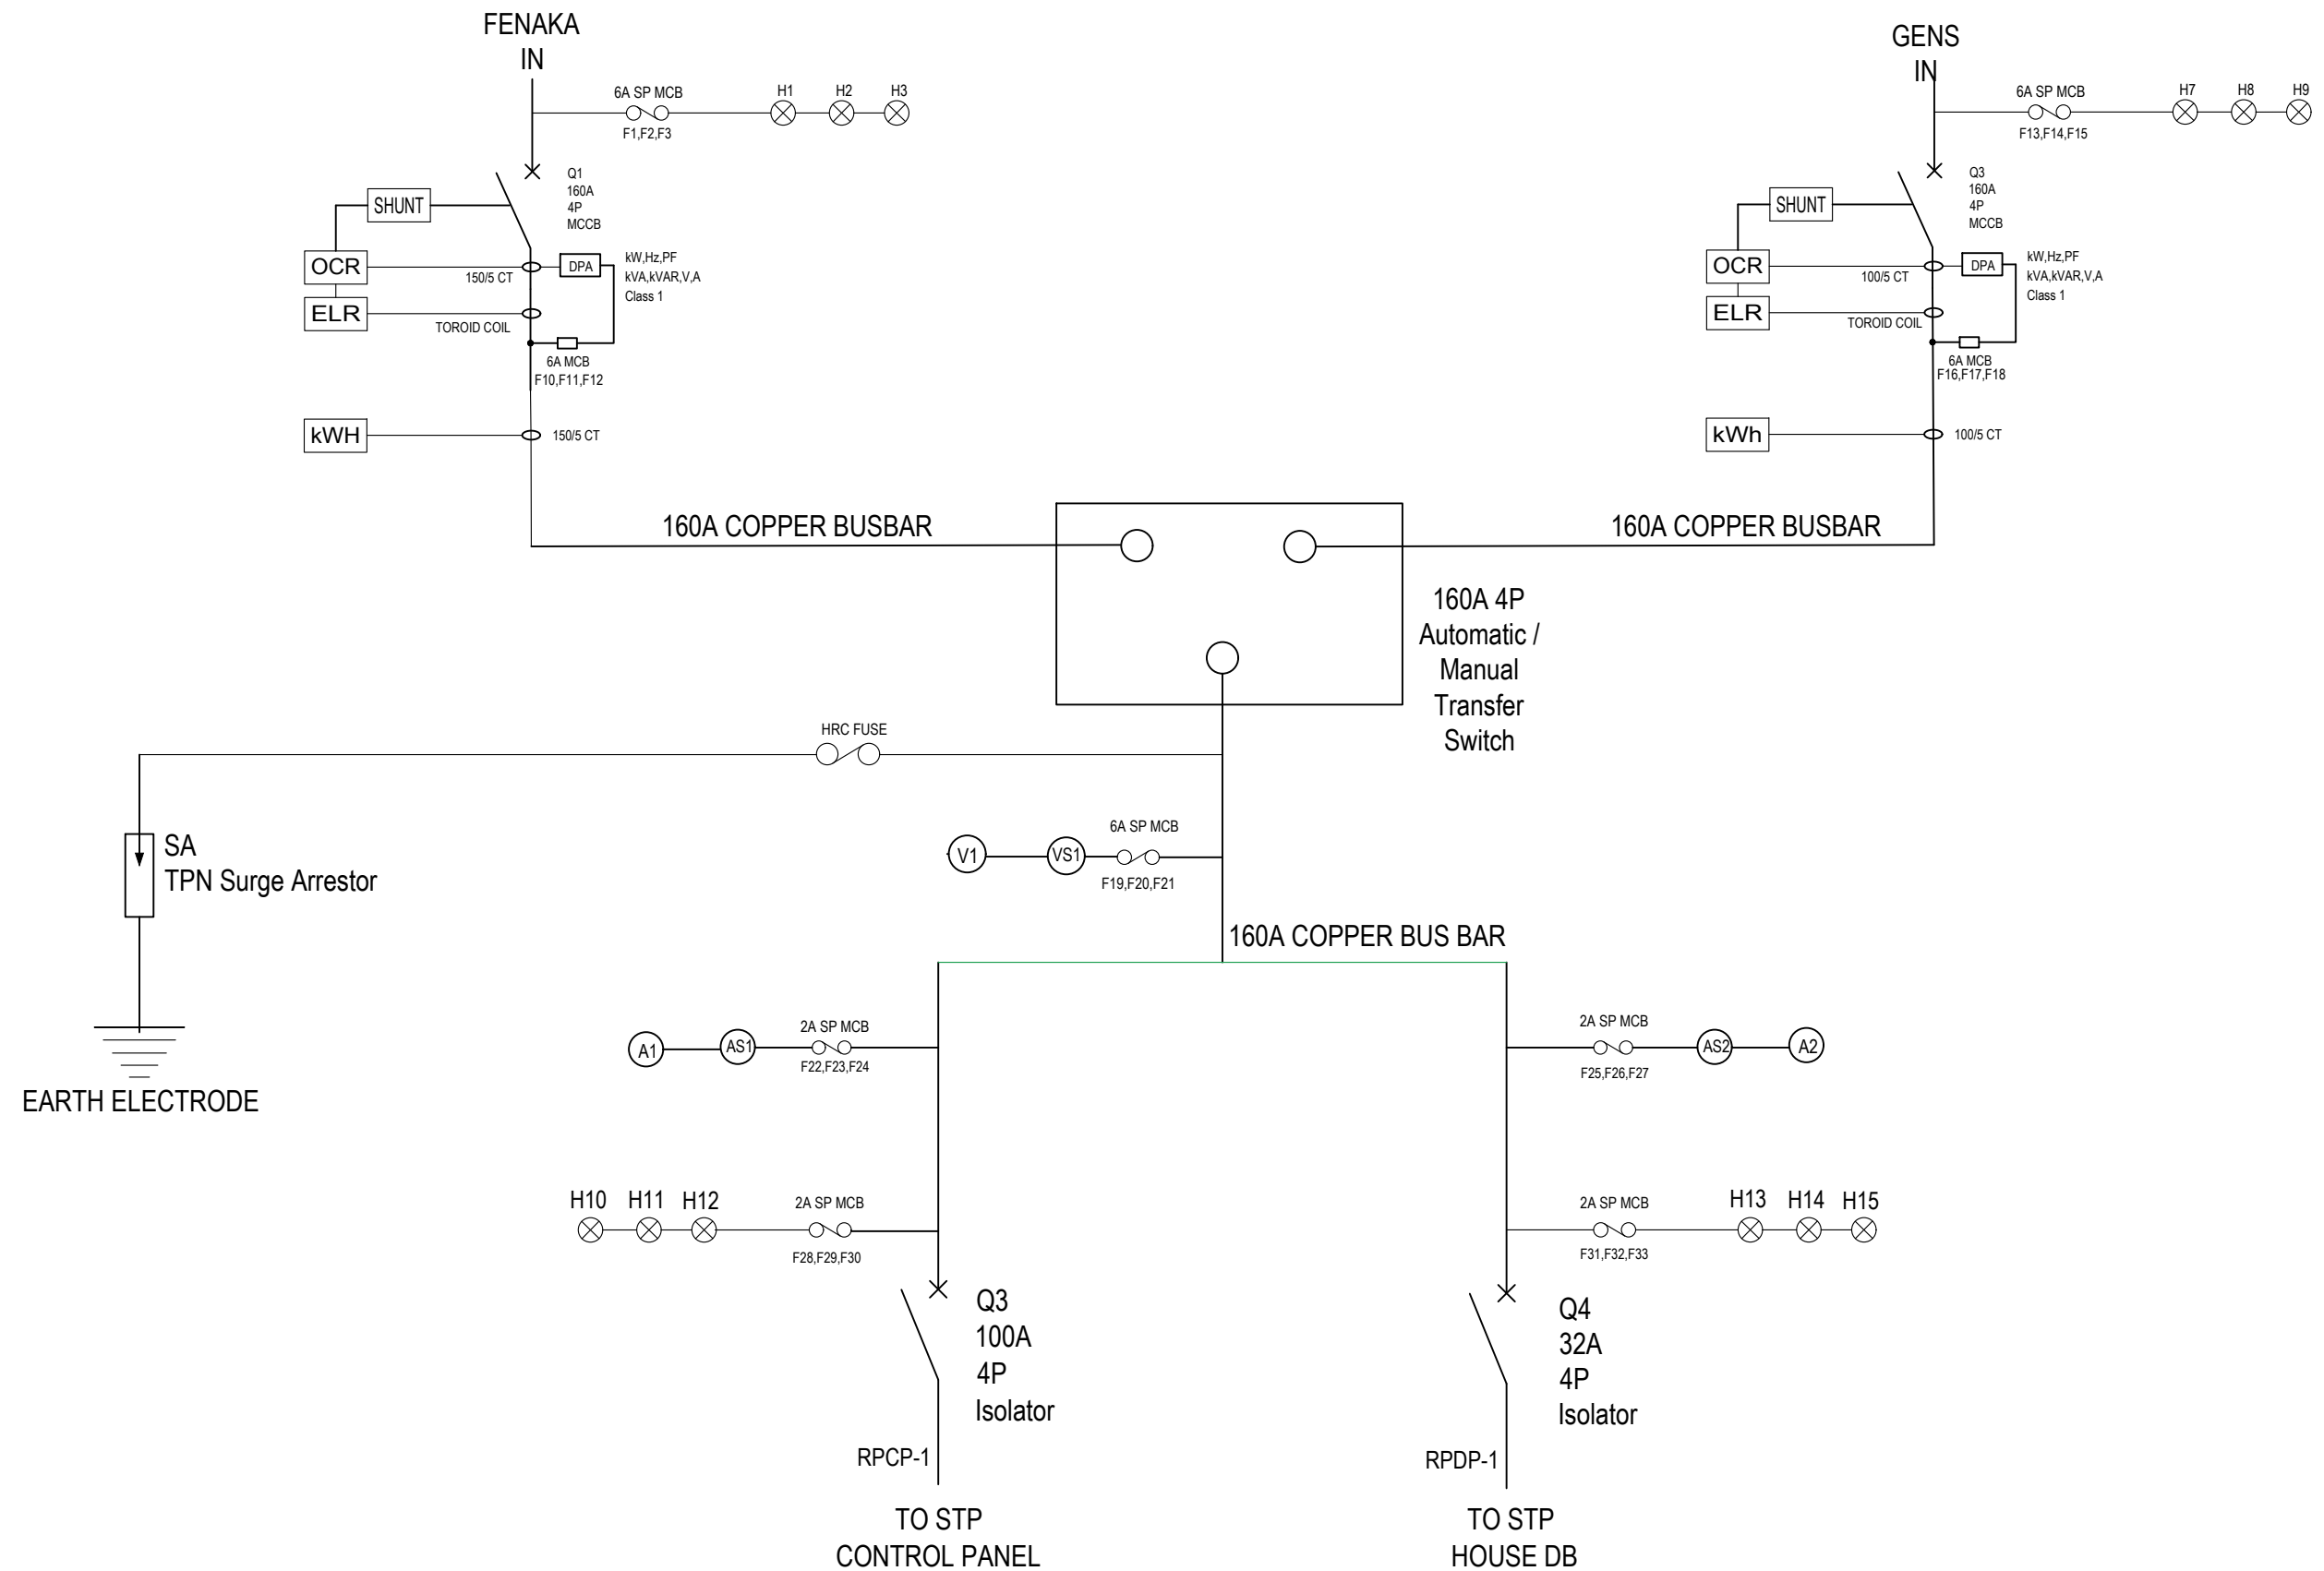 FENAKA
IN
6A SP MCB
F1,F2,F3
H1
H2
H3
Q1
160A
4P
MCCB
SHUNT
OCR
ELR
150/5 CT
DPA
kW,Hz,PF
kVA,kVAR,V,A
Class 1
TOROID COIL
6A MCB
F10,F11,F12
kWH
150/5 CT
GENS
IN
6A SP MCB
F13,F14,F15
H7
H8
H9
Q3
160A
4P
MCCB
SHUNT
OCR
ELR
100/5 CT
DPA
kW,Hz,PF
kVA,kVAR,V,A
Class 1
TOROID COIL
6A MCB
F16,F17,F18
kWh
100/5 CT
160A COPPER BUSBAR
160A COPPER BUSBAR
160A 4P
Automatic /
Manual
Transfer
Switch
HRC FUSE
SA
TPN Surge Arrestor
EARTH ELECTRODE
V1
VS1
6A SP MCB
F19,F20,F21
160A COPPER BUS BAR
A1
AS1
2A SP MCB
F22,F23,F24
2A SP MCB
F25,F26,F27
AS2
A2
H10
H11
H12
2A SP MCB
F28,F29,F30
2A SP MCB
F31,F32,F33
H13
H14
H15
Q3
100A
4P
Isolator
RPCP-1
TO STP
CONTROL PANEL
Q4
32A
4P
Isolator
RPDP-1
TO STP
HOUSE DB